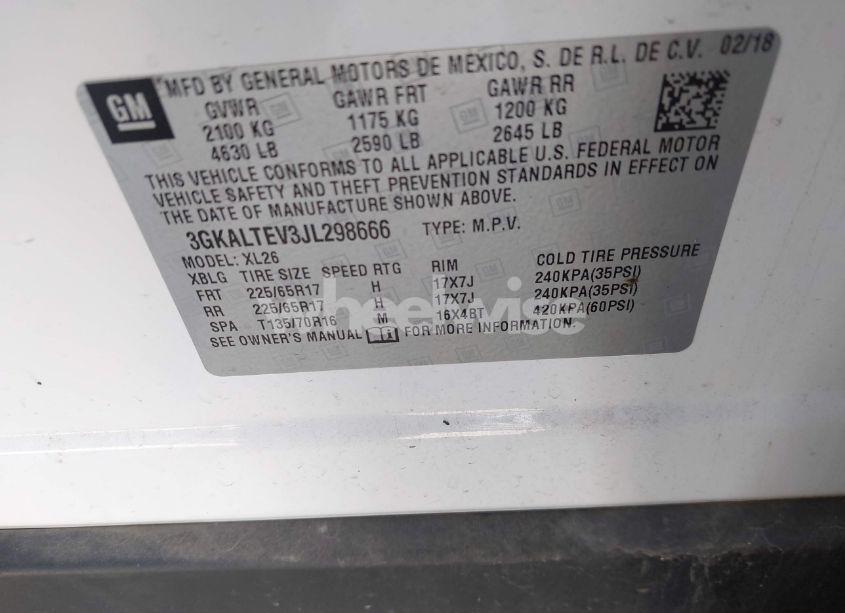 GM
MFD BY GENERAL MOTORS DE MEXICO, S. DE R.L. DE C.V. 02/18
GVWR GAWR FRT GAWR RR
2100 KG 1175 KG 1200 KG
4630 LB 2590 LB 2645 LB
THIS VEHICLE CONFORMS TO ALL APPLICABLE U.S. FEDERAL MOTOR
VEHICLE SAFETY AND THEFT PREVENTION STANDARDS IN EFFECT ON
THE DATE OF MANUFACTURE SHOWN ABOVE.
3GKALTEV3JL298666 TYPE: M.P.V.
MODEL: XL26
XBLG TIRE SIZE SPEED RTG RIM COLD TIRE PRESSURE
FRT 225/65R17 H 17X7J 240KPA(35PSI)
RR 225/65R17 H 17X7J 240KPA(35PSI)
SPA T135/70R16 M 16X4BT 420KPA(60PSI)
SEE OWNER'S MANUAL FOR MORE INFORMATION.